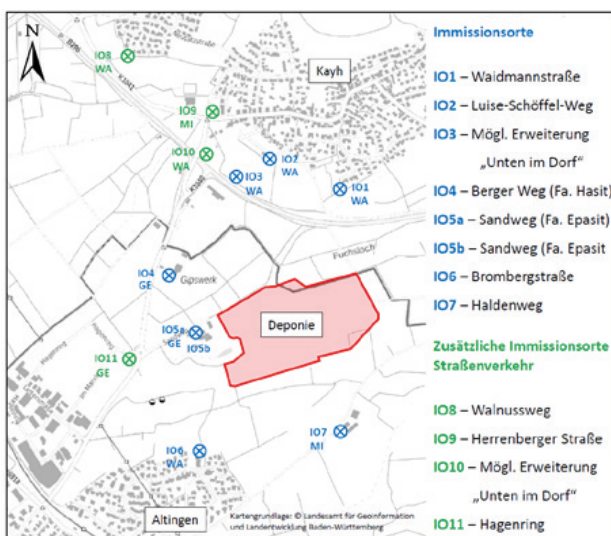 N
B296
K1041
IO8
WA
Kayh
IO9
MI
IO10
WA
IO3
WA
IO2
WA
IO1
WA
Fuchsloch
IO4
GE
Gipswerk
Deponie
IO5a
GE
IO5b
Hagenring
IO11
GE
IO7
MI
IO6
WA
Altingen
Kartengrundlage: © Landesamt für Geoinformation
und Landentwicklung Baden-Württemberg
Immissionsorte
IO1 – Waidmannstraße
IO2 – Luise-Schöffel-Weg
IO3 – Mögl. Erweiterung
„Unten im Dorf“
IO4 – Berger Weg (Fa. Hasit)
IO5a – Sandweg (Fa. Epasit)
IO5b – Sandweg (Fa. Epasit
IO6 – Brombergstraße
IO7 – Haldenweg
Zusätzliche Immissionsorte
Straßenverkehr
IO8 – Walnussweg
IO9 – Herrenberger Straße
IO10 – Mögl. Erweiterung
„Unten im Dorf“
IO11 – Hagenring